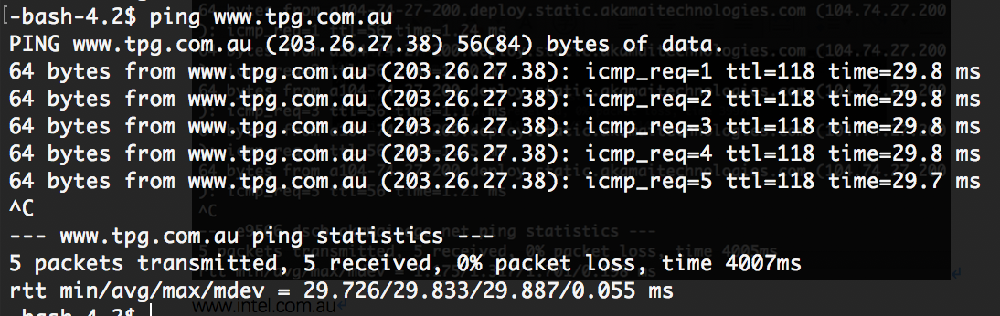 -bash-4.2$ ping www.tpg.com.au
PING www.tpg.com.au (203.26.27.38) 56(84) bytes of data.
64 bytes from www.tpg.com.au (203.26.27.38): icmp_req=1 ttl=118 time=29.8 ms
64 bytes from www.tpg.com.au (203.26.27.38): icmp_req=2 ttl=118 time=29.8 ms
64 bytes from www.tpg.com.au (203.26.27.38): icmp_req=3 ttl=118 time=29.8 ms
64 bytes from www.tpg.com.au (203.26.27.38): icmp_req=4 ttl=118 time=29.8 ms
64 bytes from www.tpg.com.au (203.26.27.38): icmp_req=5 ttl=118 time=29.7 ms
^C
--- www.tpg.com.au ping statistics ---
5 packets transmitted, 5 received, 0% packet loss, time 4007ms
rtt min/avg/max/mdev = 29.726/29.833/29.887/0.055 ms
-bash-4.2$
www.intel.com.au